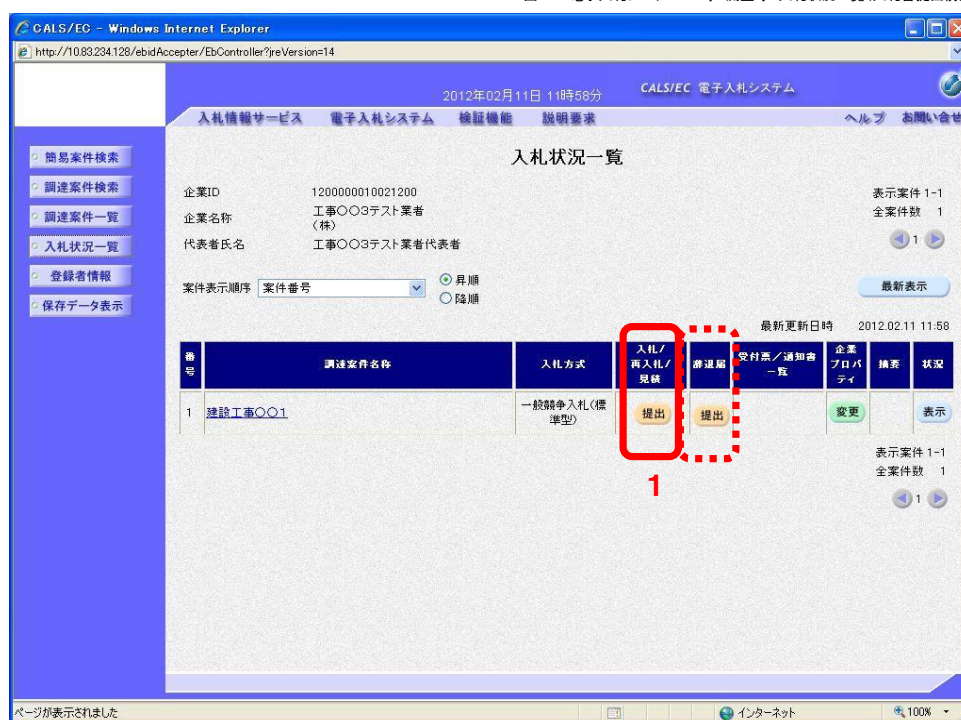 CALS/EC - Windows Internet Explorer
http://10.83.234.128/ebidAccepter/EbController?jreVersion=14
2012年02月11日 11時58分
CALS/EC 電子入札システム
入札情報サービス 電子入札システム 検証機能 説明要求 ヘルプ お問い合せ
簡易案件検索
調達案件検索
調達案件一覧
入札状況一覧
登録者情報
保存データ表示
入札状況一覧
企業ID 1200000010021200
企業名称 工事〇〇3テスト業者
(株)
代表者氏名 工事〇〇3テスト業者代表者
表示案件 1-1
全案件数 1
1
案件表示順序 案件番号
昇順
降順
最新表示
最新更新日時 2012.02.11 11:58
番号 調達案件名称 入札方式 入札/再入札/見積 辞退届 受付票/通知書一覧 企業プロパティ 摘要 状況
1 建設工事〇〇1 一般競争入札(標準型) 提出 提出 変更 表示
1
表示案件 1-1
全案件数 1
1
ページが表示されました インターネット 100%